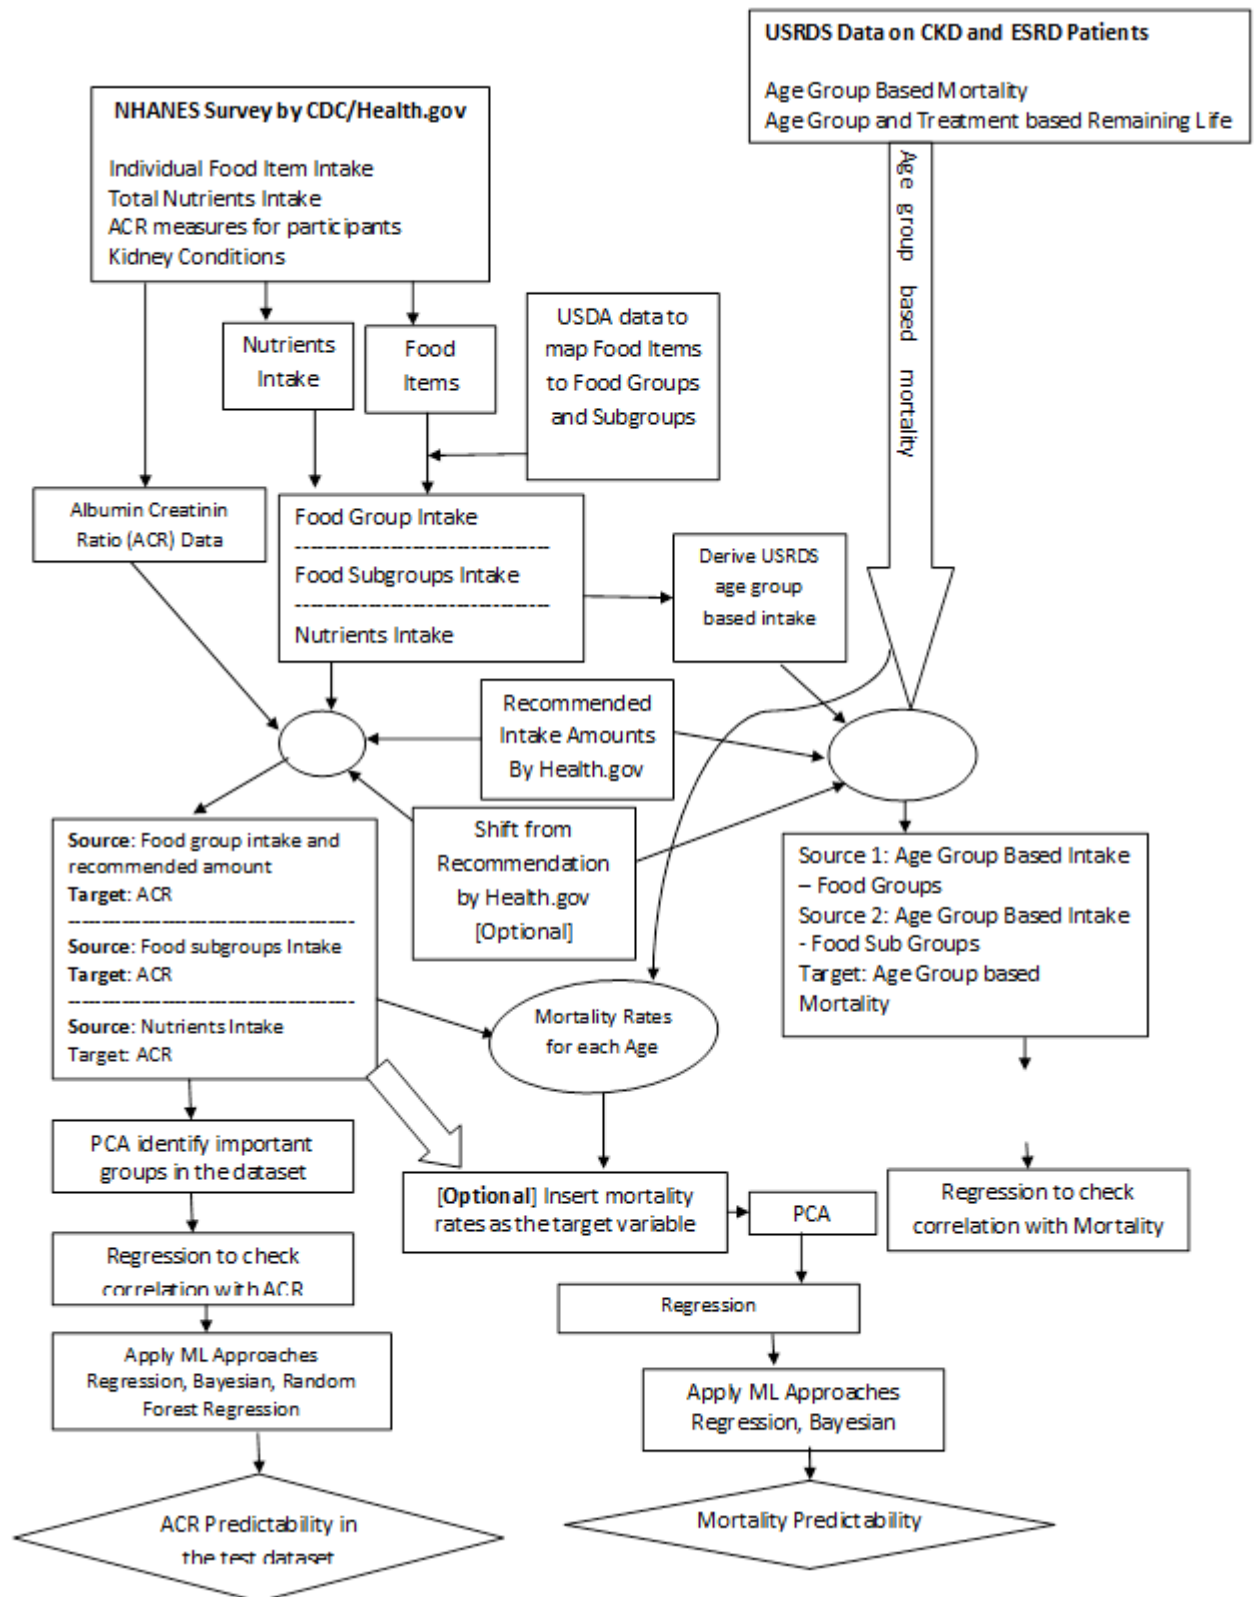 USRDS Data on CKD and ESRD Patients
Age Group Based Mortality
Age Group and Treatment based Remaining Life
NHANES Survey by CDC/Health.gov
Individual Food Item Intake
Total Nutrients Intake
ACR measures for participants
Kidney Conditions
Age group based mortality
Nutrients
Intake
Food
Items
USDA data to
map Food Items
to Food Groups
and Subgroups
Albumin Creatinin
Ratio (ACR) Data
Food Group Intake
------------------------------------
Food Subgroups Intake
------------------------------------
Nutrients Intake
Derive USRDS
age group
based intake
Recommended
Intake Amounts
By Health.gov
Shift from
Recommendation
by Health.gov
[Optional]
Source: Food group intake and
recommended amount
Target: ACR
------------------------------------------
Source: Food subgroups Intake
Target: ACR
------------------------------------------
Source: Nutrients Intake
Target: ACR
Source 1: Age Group Based Intake
– Food Groups
Source 2: Age Group Based Intake
- Food Sub Groups
Target: Age Group based
Mortality
Mortality Rates
for each Age
PCA identify important
groups in the dataset
[Optional] Insert mortality
rates as the target variable
PCA
Regression to check
correlation with Mortality
Regression to check
correlation with ACR
Regression
Apply ML Approaches
Regression, Bayesian, Random
Forest Regression
Apply ML Approaches
Regression, Bayesian
ACR Predictability in
the test dataset
Mortality Predictability